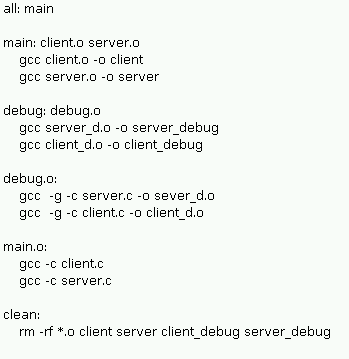 all: main
main: client.o server.o
gcc client.o -o client
gcc server.o -o server
debug: debug.o
gcc server_d.o -o server_debug
gcc client_d.o -o client_debug
debug.o:
gcc  -g -c server.c -o sever_d.o
gcc  -g -c client.c -o client_d.o
main.o:
gcc -c client.c
gcc -c server.c
clean:
rm -rf *.o client server client_debug server_debug